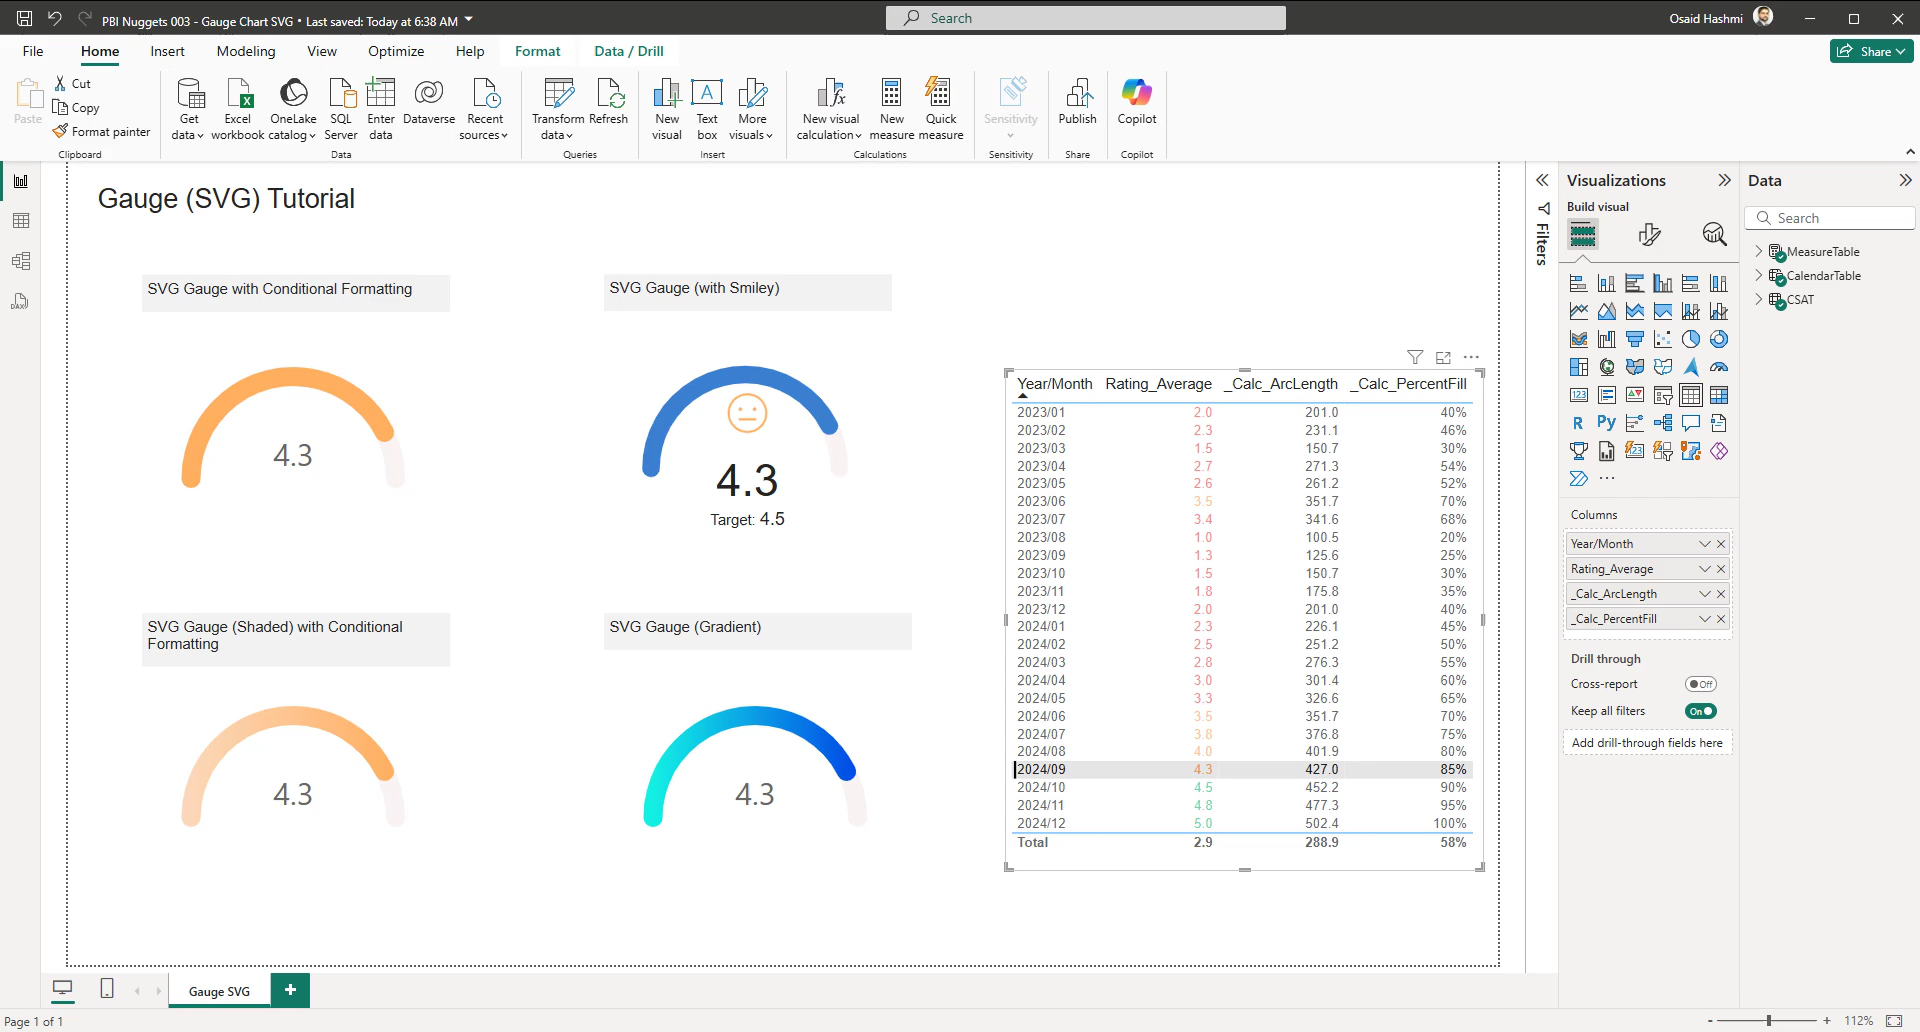 PBI Nuggets 003 - Gauge Chart SVG • Last saved: Today at 6:38 AM
Search
Osaid Hashmi
File
Home
Insert
Modeling
View
Optimize
Help
Format
Data / Drill
Share
Paste
Cut
Copy
Format painter
Clipboard
Get data
Excel workbook
OneLake catalog
SQL Server
Enter data
Dataverse
Recent sources
Data
Transform data
Refresh
Queries
New visual
Text box
More visuals
Insert
New visual calculation
New measure
Quick measure
Calculations
Sensitivity
Sensitivity
Publish
Share
Copilot
Copilot
Gauge (SVG) Tutorial
SVG Gauge with Conditional Formatting
4.3
SVG Gauge (with Smiley)
4.3
Target: 4.5
SVG Gauge (Shaded) with Conditional
Formatting
4.3
SVG Gauge (Gradient)
4.3
Year/Month Rating_Average _Calc_ArcLength _Calc_PercentFill
2023/01 2.0 201.0 40%
2023/02 2.3 231.1 46%
2023/03 1.5 150.7 30%
2023/04 2.7 271.3 54%
2023/05 2.6 261.2 52%
2023/06 3.5 351.7 70%
2023/07 3.4 341.6 68%
2023/08 1.0 100.5 20%
2023/09 1.3 125.6 25%
2023/10 1.5 150.7 30%
2023/11 1.8 175.8 35%
2023/12 2.0 201.0 40%
2024/01 2.3 226.1 45%
2024/02 2.5 251.2 50%
2024/03 2.8 276.3 55%
2024/04 3.0 301.4 60%
2024/05 3.3 326.6 65%
2024/06 3.5 351.7 70%
2024/07 3.8 376.8 75%
2024/08 4.0 401.9 80%
2024/09 4.3 427.0 85%
2024/10 4.5 452.2 90%
2024/11 4.8 477.3 95%
2024/12 5.0 502.4 100%
Total 2.9 288.9 58%
Filters
Visualizations
Build visual
R
Py
123
Columns
Year/Month
Rating_Average
_Calc_ArcLength
_Calc_PercentFill
Drill through
Cross-report
Off
Keep all filters
On
Add drill-through fields here
Data
Search
MeasureTable
CalendarTable
CSAT
Gauge SVG
Page 1 of 1
- + 112%